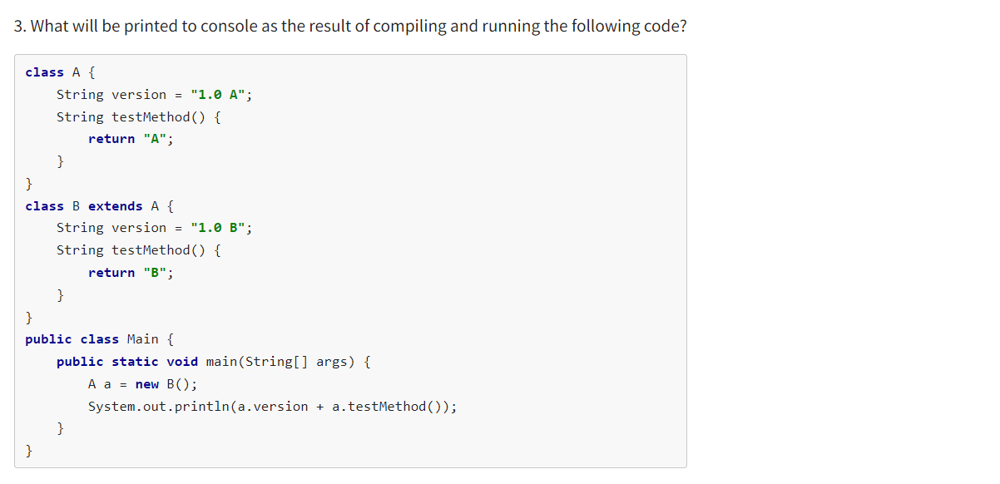 3. What will be printed to console as the result of compiling and running the following code?
class A {
    String version = "1.0 A";
    String testMethod() {
        return "A";
    }
}
class B extends A {
    String version = "1.0 B";
    String testMethod() {
        return "B";
    }
}
public class Main {
    public static void main(String[] args) {
        A a = new B();
        System.out.println(a.version + a.testMethod());
    }
}